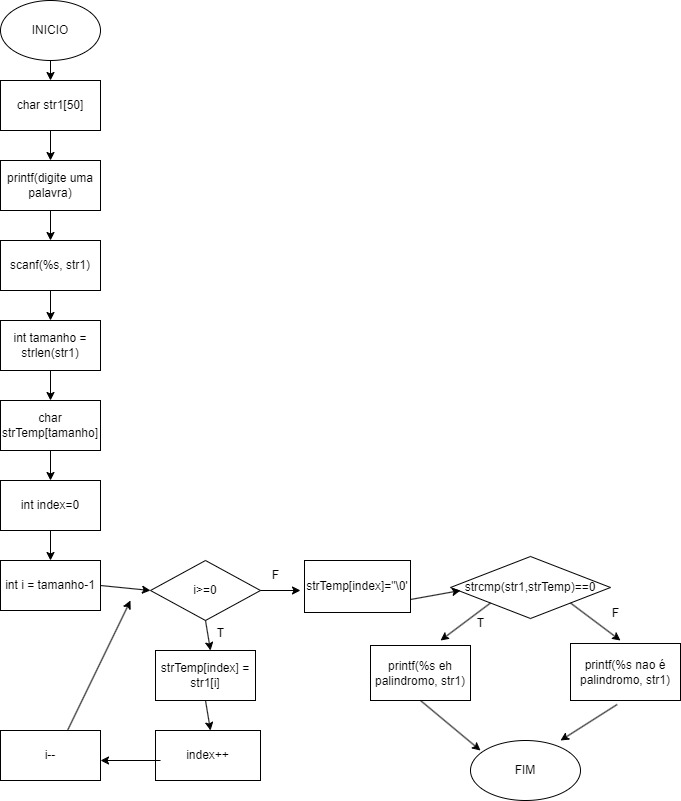 INICIO
char str1[50]
printf(digite uma
palavra)
scanf(%s, str1)
int tamanho =
strlen(str1)
char
strTemp[tamanho]
int index=0
int i = tamanho-1
i>=0
F
strTemp[index]="\0'
strcmp(str1,strTemp)==0
T
strTemp[index] =
str1[i]
T
F
printf(%s eh
palindromo, str1)
printf(%s nao é
palindromo, str1)
i--
index++
FIM